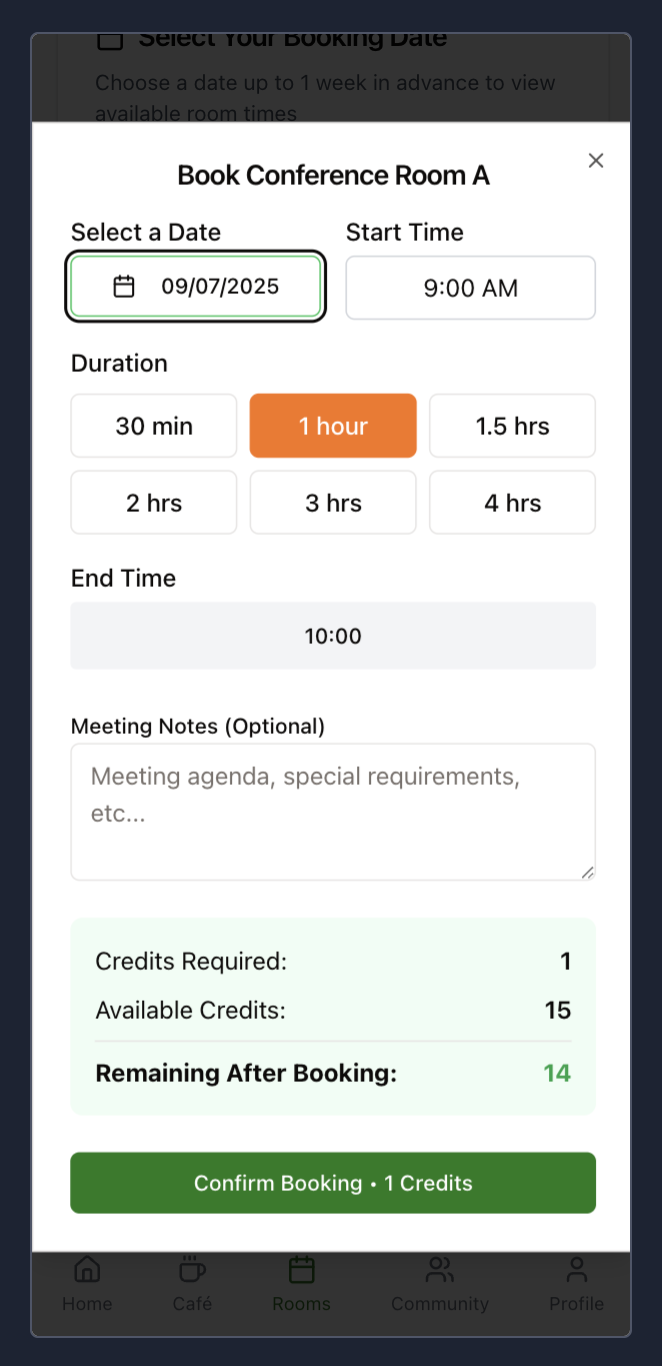 Select Your Booking Date
Choose a date up to 1 week in advance to view
available room times
Book Conference Room A
Select a Date
Start Time
09/07/2025
9:00 AM
Duration
30 min
1 hour
1.5 hrs
2 hrs
3 hrs
4 hrs
End Time
10:00
Meeting Notes (Optional)
Meeting agenda, special requirements,
etc...
Credits Required:
1
Available Credits:
15
Remaining After Booking:
14
Confirm Booking • 1 Credits
Home
Café
Rooms
Community
Profile